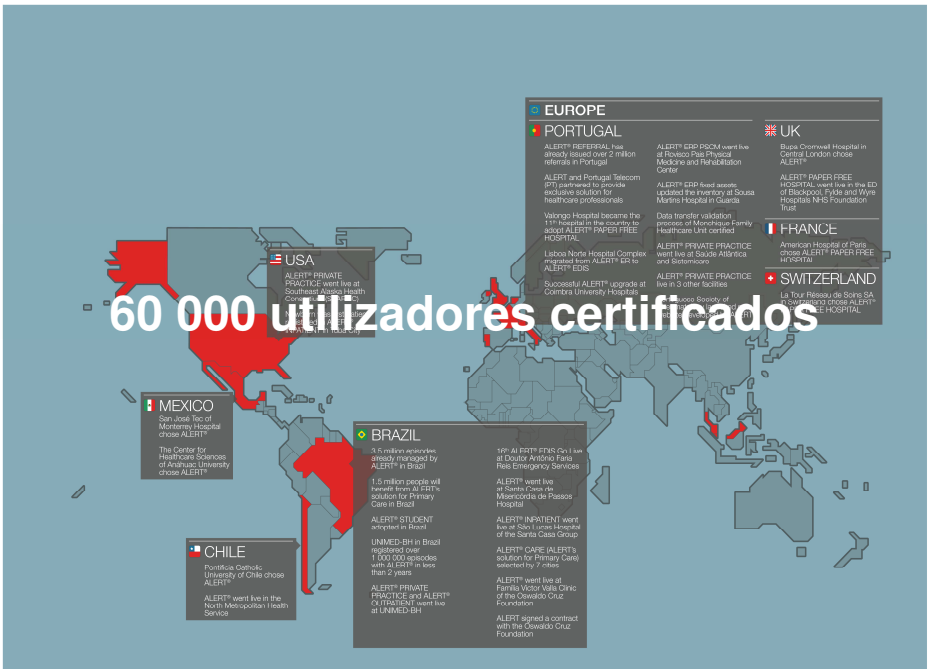 EUROPE
PORTUGAL
ALERT® REFERRAL has
already issued over 2 million
referrals in Portugal
ALERT and Portugal Telecom
(PT) partnered to provide
exclusive solution for
healthcare professionals
Valongo Hospital became the
11th hospital in the country to
adopt ALERT® PAPER FREE
HOSPITAL
Lisboa Norte Hospital Complex
migrated from ALERT® ER to
ALERT® EDIS
Successful ALERT® upgrade at
Coimbra University Hospitals
ALERT® ERP PSCM went live
at Rovisco Pais Physical
Medicine and Rehabilitation
Center
ALERT® ERP fixed assets
updated the inventory at Sousa
Martins Hospital in Guarda
Data transfer validation
process of Monchique Family
Healthcare Unit certified
ALERT® PRIVATE PRACTICE
went live at Saúde Atlântica
and Sistemicare
ALERT® PRIVATE PRACTICE
live in 3 other facilities
Society of
UK
Bupa Cromwell Hospital in
Central London chose
ALERT®
ALERT® PAPER FREE
HOSPITAL went live in the ED
of Blackpool, Fylde and Wyre
Hospitals NHS Foundation
Trust
FRANCE
American Hospital of Paris
chose ALERT® PAPER FREE
HOSPITAL
SWITZERLAND
La Tour Réseau de Soins SA
in Switzerland chose ALERT®
PAPER FREE HOSPITAL
USA
ALERT® PRIVATE
PRACTICE went live at
Southeast Alaska Health
INPATIENT in Tuba City
60 000 utilizadores certificados
MEXICO
San José Tec of
Monterrey Hospital
chose ALERT®
The Center for
Healthcare Sciences
of Anáhuac University
chose ALERT®
BRAZIL
3.5 million episodes
already managed by
ALERT® in Brazil
1.5 million people will
benefit from ALERT's
solution for Primary
Care in Brazil
ALERT® STUDENT
adopted in Brazil
UNIMED-BH in Brazil
registered over
1 000 000 episodes
with ALERT® in less
than 2 years
ALERT® PRIVATE
PRACTICE and ALERT®
OUTPATIENT went live
at UNIMED-BH
16th ALERT® EDIS Go Live
at Doutor António Faria
Reis Emergency Services
ALERT® went live
at Santa Casa de
Misericórdia de Passos
Hospital
ALERT® INPATIENT went
live at São Lucas Hospital
of the Santa Casa Group
ALERT® CARE (ALERT's
solution for Primary Care)
selected by 7 cities
ALERT® went live at
Família Victor Valla Clinic
of the Oswaldo Cruz
Foundation
ALERT signed a contract
with the Oswaldo Cruz
Foundation
CHILE
Pontifícia Catholic
University of Chile chose
ALERT®
ALERT® went live in the
North Metropolitan Health
Service